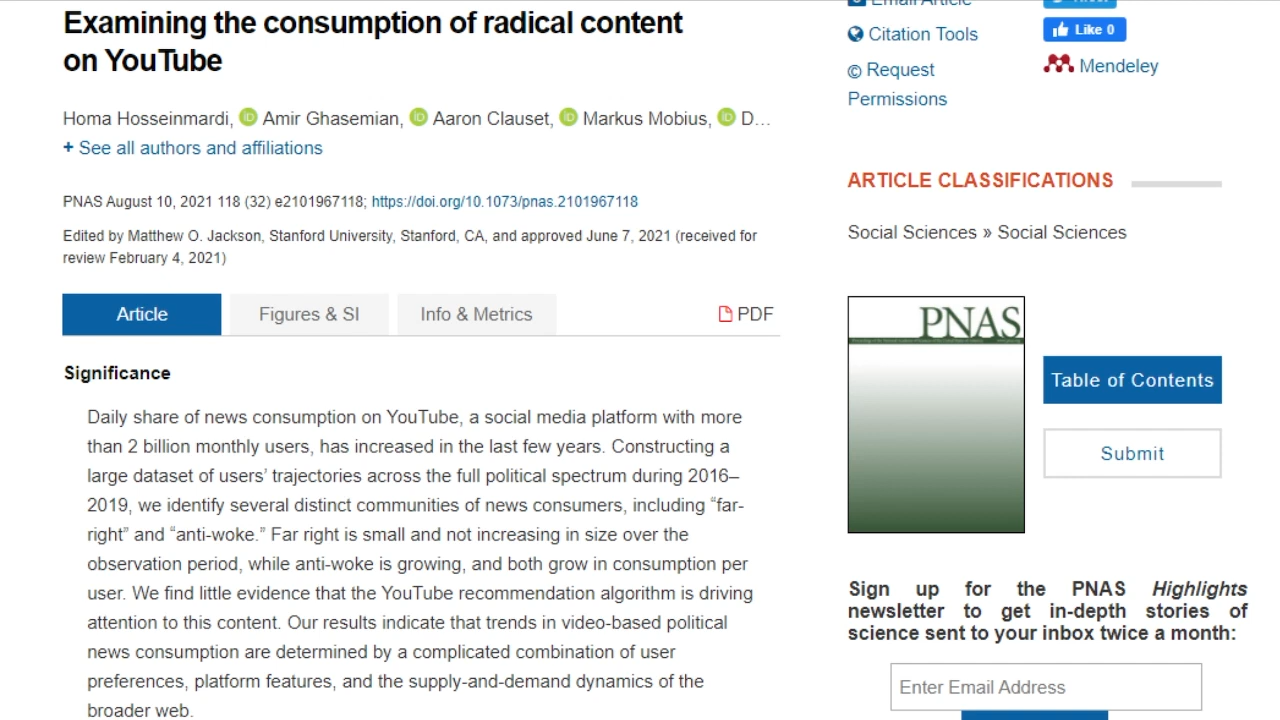 Examining the consumption of radical content
on YouTube
Homa Hosseinmardi, iD Amir Ghasemian, iD Aaron Clauset, iD Markus Mobius, iD D...
+ See all authors and affiliations
PNAS August 10, 2021 118 (32) e2101967118; https://doi.org/10.1073/pnas.2101967118
Edited by Matthew O. Jackson, Stanford University, Stanford, CA, and approved June 7, 2021 (received for
review February 4, 2021)
Article
Figures & SI
Info & Metrics
PDF
Significance
Daily share of news consumption on YouTube, a social media platform with more
than 2 billion monthly users, has increased in the last few years. Constructing a
large dataset of users’ trajectories across the full political spectrum during 2016–
2019, we identify several distinct communities of news consumers, including “far-
right” and “anti-woke.” Far right is small and not increasing in size over the
observation period, while anti-woke is growing, and both grow in consumption per
user. We find little evidence that the YouTube recommendation algorithm is driving
attention to this content. Our results indicate that trends in video-based political
news consumption are determined by a complicated combination of user
preferences, platform features, and the supply-and-demand dynamics of the
broader web.
Email Article
Citation Tools
© Request
Permissions
Like 0
Mendeley
ARTICLE CLASSIFICATIONS
Social Sciences » Social Sciences
PNAS
Table of Contents
Submit
Sign up for the PNAS Highlights
newsletter to get in-depth stories of
science sent to your inbox twice a month:
Enter Email Address